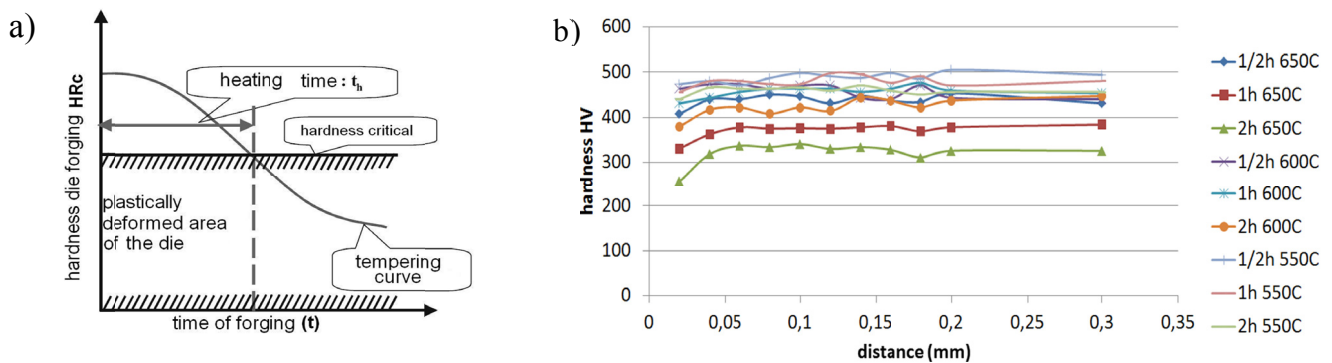 a)
hardness die forging HRc
heating time : th
hardness critical
plastically
deformed area
of the die
tempering
curve
time of forging (t)
b)
hardness HV
600
500
400
300
200
100
0
0 0,05 0,1 0,15 0,2 0,25 0,3 0,35
distance (mm)
1/2h 650C
1h 650C
2h 650C
1/2h 600C
1h 600C
2h 600C
1/2h 550C
1h 550C
2h 550C